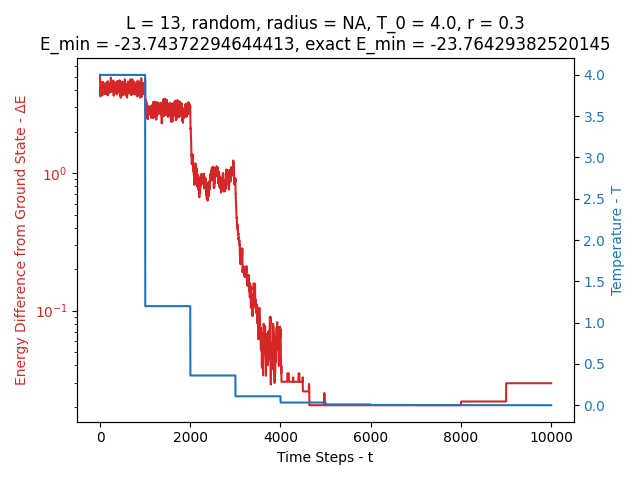 L = 13, random, radius = NA, T_0 = 4.0, r = 0.3
E_min = -23.74372294644413, exact E_min = -23.76429382520145
Energy Difference from Ground State - ΔE
10^0
10^-1
4.0
3.5
3.0
2.5
2.0
1.5
1.0
0.5
0.0
Temperature - T
0 2000 4000 6000 8000 10000
Time Steps - t